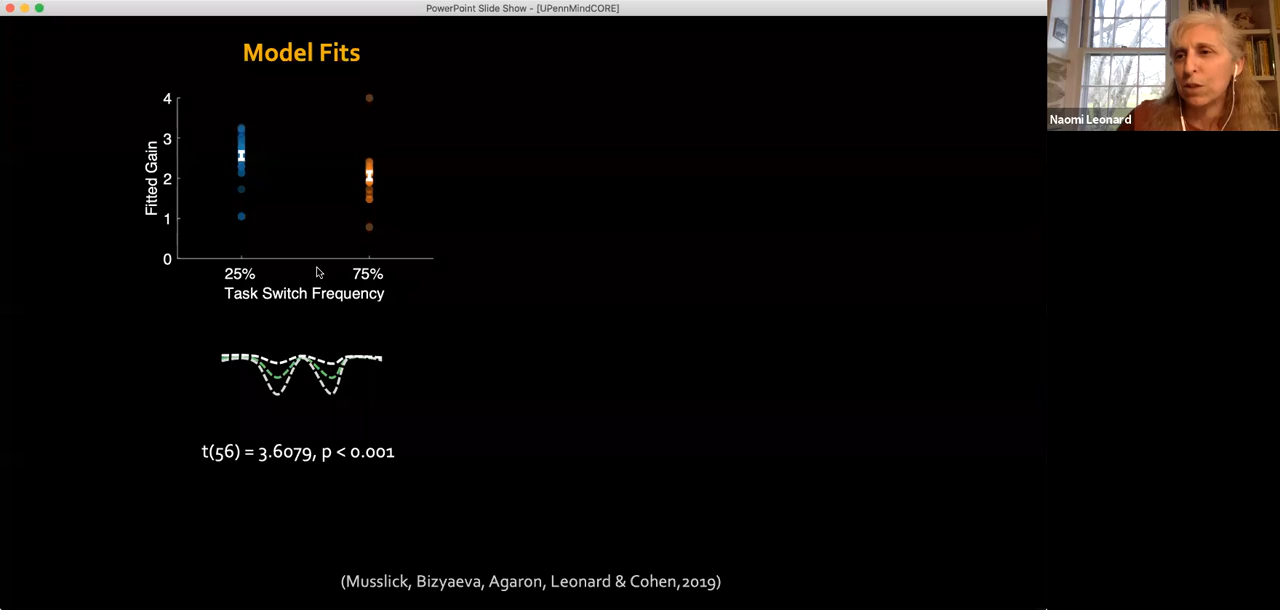 PowerPoint Slide Show - [UPennMindCORE]
Model Fits
4
3
2
1
0
Fitted Gain
25%
75%
Task Switch Frequency
t(56) = 3.6079, p < 0.001
(Musslick, Bizyaeva, Agaron, Leonard & Cohen,2019)
Naomi Leonard